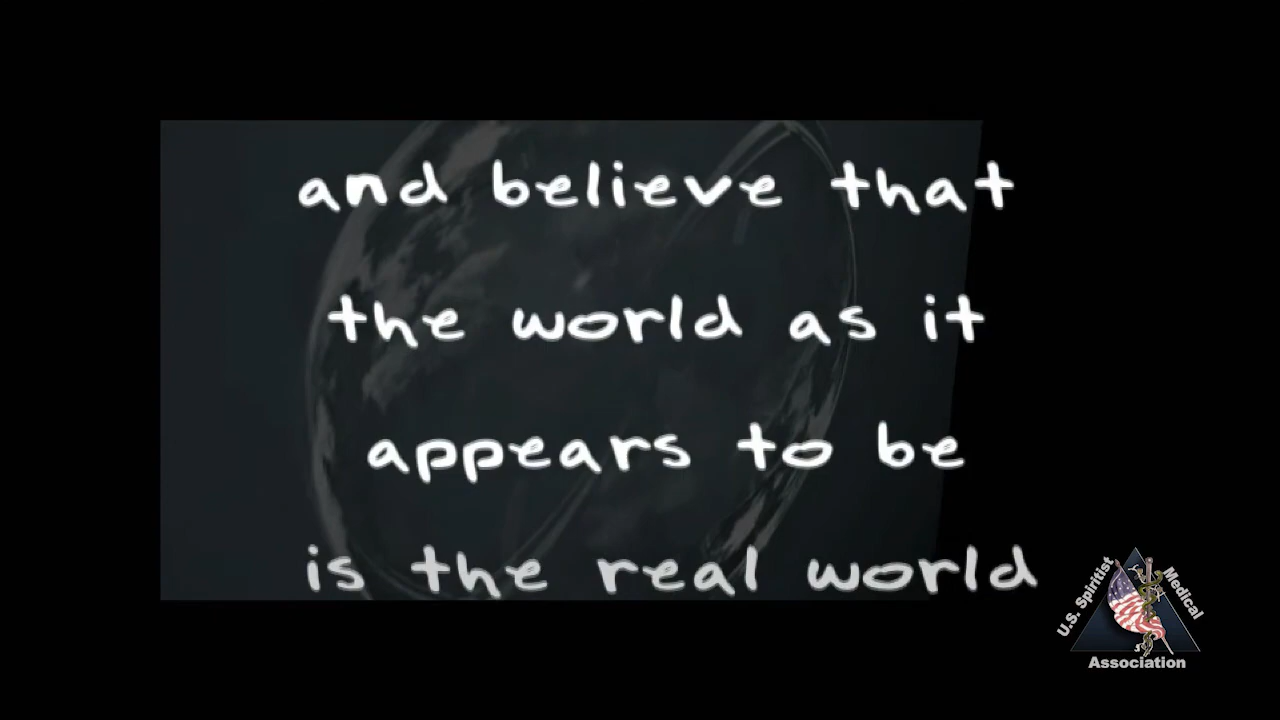 and believe that
the world as it
appears to be
is the real world
U.S. Spiritist
Medical
Association